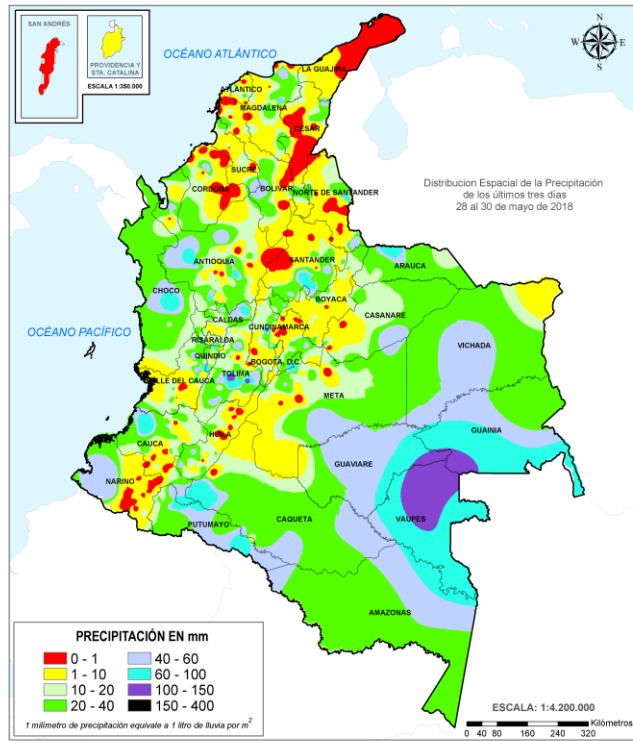 SAN ANDRÉS
PROVIDENCIA Y
STA. CATALINA
ESCALA 1:350.000
OCÉANO ATLÁNTICO
N
W E
S
LA GUAJIRA
ATLÁNTICO
MAGDALENA
CESAR
SUCRE
CORDOBA
BOLIVAR
NORTE DE SANTANDER
Distribucion Espacial de la Precipitación
de los últimos tres días
28 al 30 de mayo de 2018
ANTIOQUIA
SANTANDER
ARAUCA
CHOCO
BOYACA
CASANARE
OCÉANO PACÍFICO
CALDAS
CUNDINAMARCA
RISARALDA
VICHADA
QUINDIO
BOGOTA, D.C
TOLIMA
VALLE DEL CAUCA
META
GUAINIA
CAUCA
HUILA
GUAVIARE
NARIÑO
VAUPES
PUTUMAYO
CAQUETA
AMAZONAS
PRECIPITACIÓN EN mm
0 - 1 40 - 60
1 - 10 60 - 100
10 - 20 100 - 150
20 - 40 150 - 400
1 milimetro de precipitación equivale a 1 litro de lluvia por m²
ESCALA: 1:4.200.000
Kilómetros
0 40 80 160 240 320